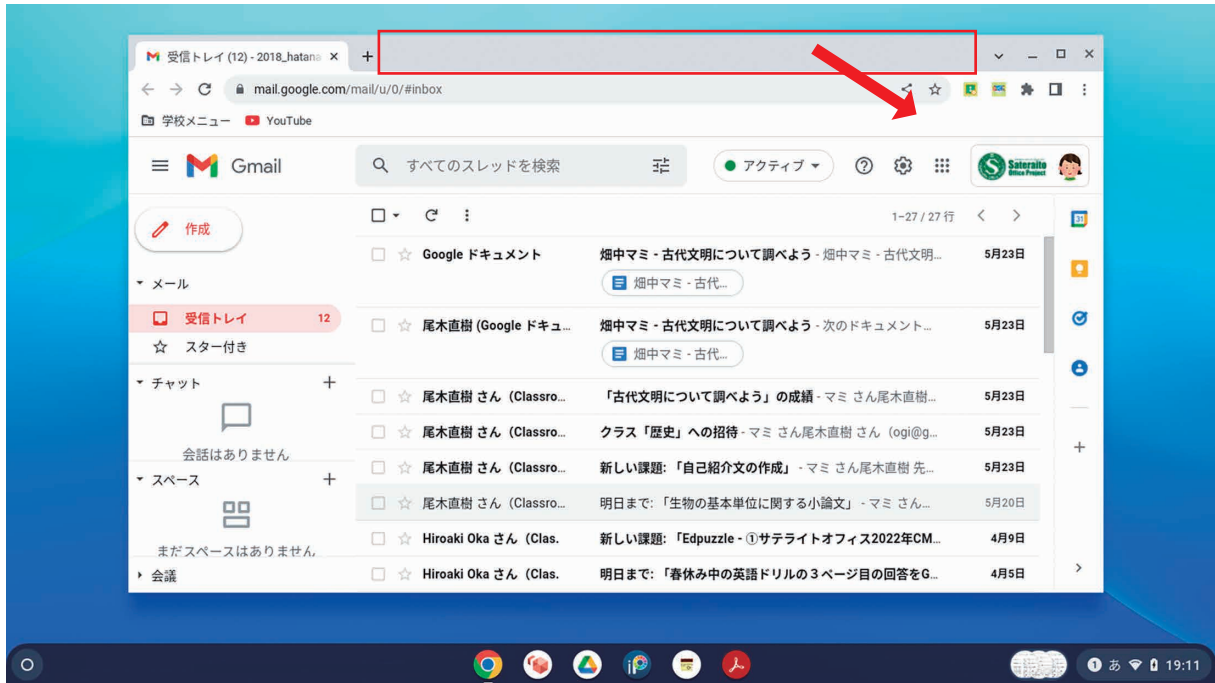 受信トレイ (12) - 2018_hatana
mail.google.com/mail/u/0/#inbox
学校メニュー YouTube
Gmail すべてのスレッドを検索 アクティブ Sateraito Office Project
作成 1–27 / 27 行 31
Google ドキュメント 畑中マミ - 古代文明について調べよう - 畑中マミ - 古代文明... 5月23日
メール 畑中マミ - 古代...
受信トレイ 12 尾木直樹 (Google ドキュ... 畑中マミ - 古代文明について調べよう - 次のドキュメント... 5月23日
スター付き 畑中マミ - 古代...
チャット 尾木直樹 さん（Classro... 「古代文明について調べよう」の成績 - マミ さん尾木直樹... 5月23日
尾木直樹 さん（Classro... クラス「歴史」への招待 - マミ さん尾木直樹 さん（ogi@g... 5月23日
会話はありません
尾木直樹 さん（Classro... 新しい課題: 「自己紹介文の作成」 - マミ さん尾木直樹 先... 5月23日
スペース
尾木直樹 さん（Classro... 明日まで: 「生物の基本単位に関する小論文」 - マミ さん... 5月20日
Hiroaki Oka さん（Clas. 新しい課題: 「Edpuzzle - ①サテライトオフィス2022年CM... 4月9日
まだスペースはありません
会議 Hiroaki Oka さん（Clas. 明日まで: 「春休み中の英語ドリルの３ページ目の回答をG... 4月5日
1 あ 19:11